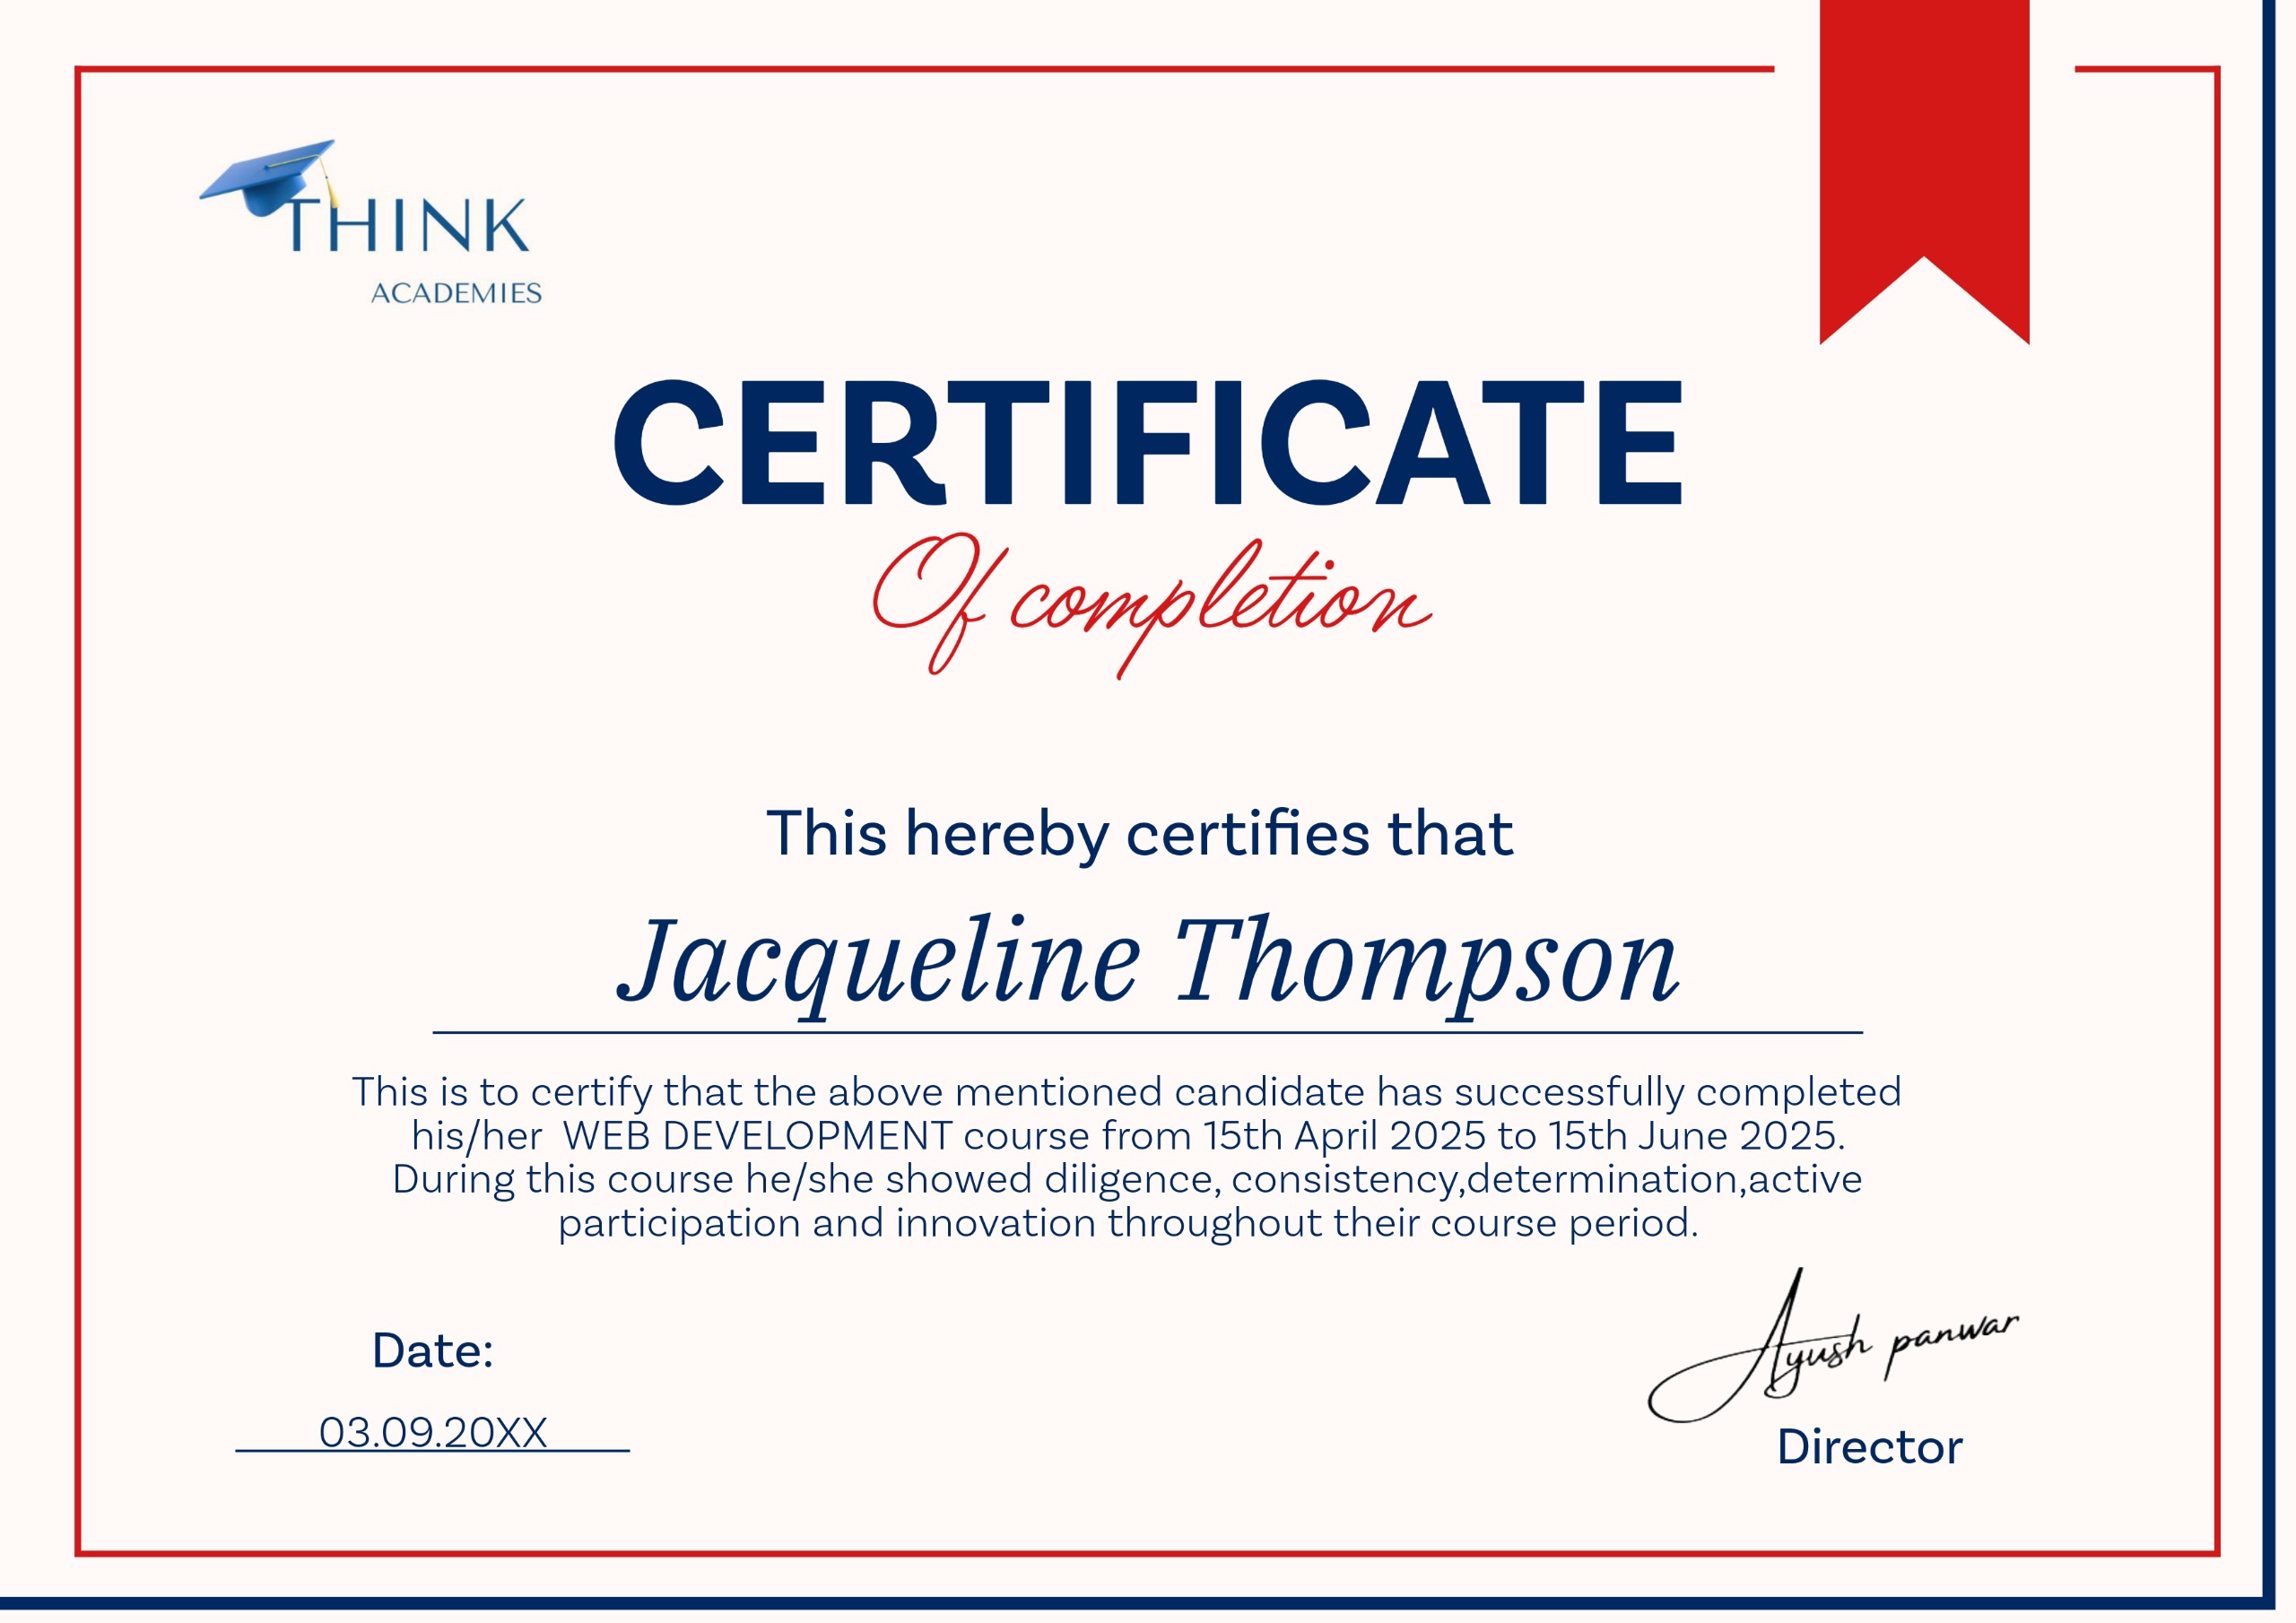 THINK
ACADEMIES
CERTIFICATE
Of completion
This hereby certifies that
Jacqueline Thompson
This is to certify that the above mentioned candidate has successfully completed
his/her  WEB DEVELOPMENT course from 15th April 2025 to 15th June 2025.
During this course he/she showed diligence, consistency,determination,active
participation and innovation throughout their course period.
Ayush panwar
Date:
03.09.20XX
Director